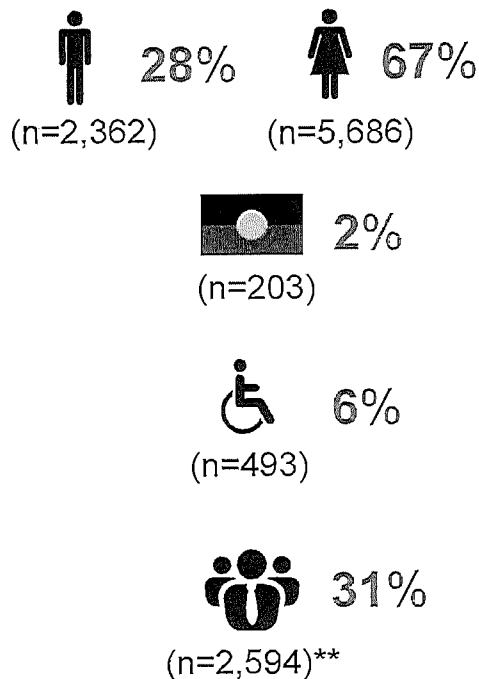 28% 67%
(n=2,362) (n=5,686)
2%
(n=203)
6%
(n=493)
31%
(n=2,594)**